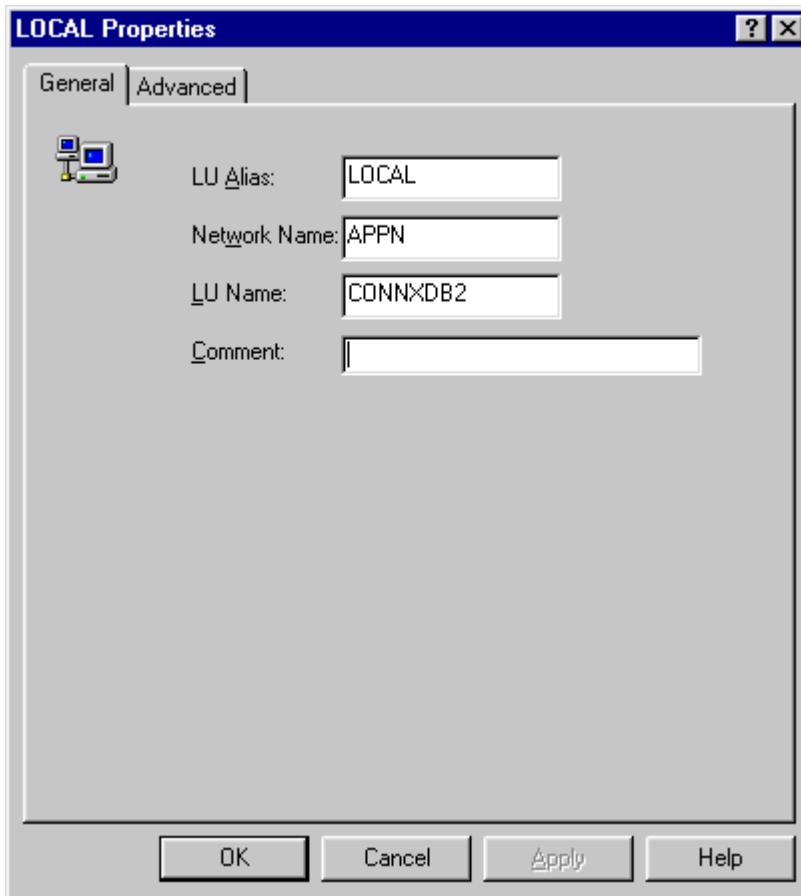 LOCAL Properties
General Advanced
LU Alias: LOCAL
Network Name: APPN
LU Name: CONNXDB2
Comment:
OK Cancel Apply Help